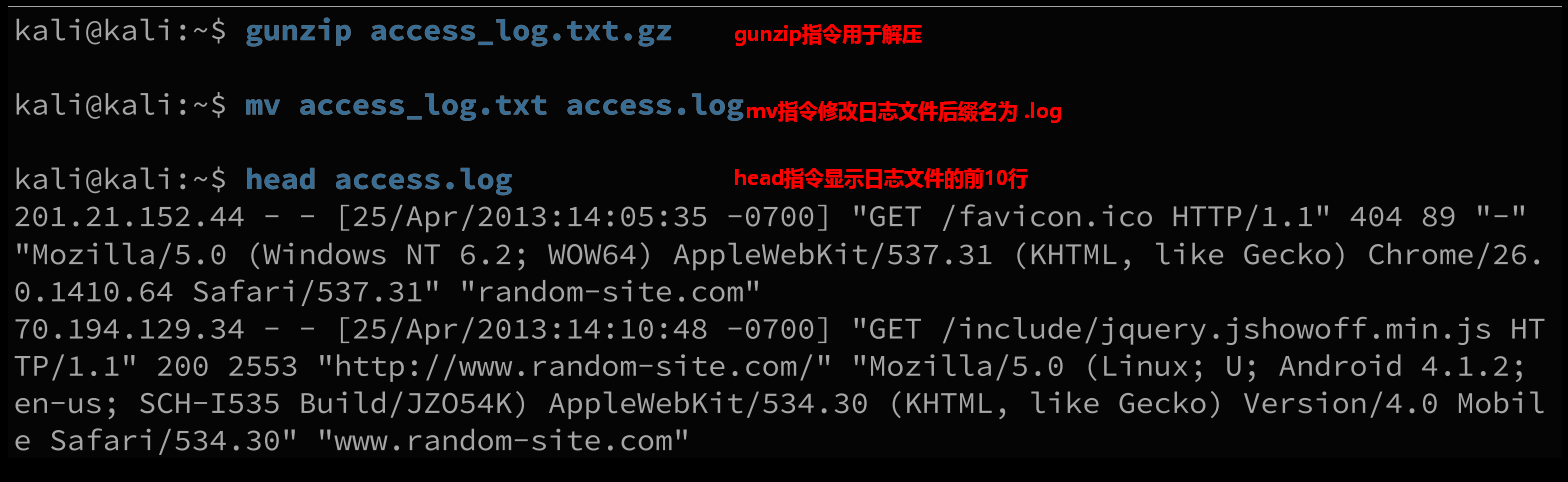 kali@kali:~$ gunzip access_log.txt.gz gunzip指令用于解压
kali@kali:~$ mv access_log.txt access.log mv指令修改日志文件后缀名为 .log
kali@kali:~$ head access.log head指令显示日志文件的前10行
201.21.152.44 - - [25/Apr/2013:14:05:35 -0700] "GET /favicon.ico HTTP/1.1" 404 89 "-"
"Mozilla/5.0 (Windows NT 6.2; WOW64) AppleWebKit/537.31 (KHTML, like Gecko) Chrome/26.
0.1410.64 Safari/537.31" "random-site.com"
70.194.129.34 - - [25/Apr/2013:14:10:48 -0700] "GET /include/jquery.jshowoff.min.js HT
TP/1.1" 200 2553 "http://www.random-site.com/" "Mozilla/5.0 (Linux; U; Android 4.1.2;
en-us; SCH-I535 Build/JZO54K) AppleWebKit/534.30 (KHTML, like Gecko) Version/4.0 Mobil
e Safari/534.30" "www.random-site.com"